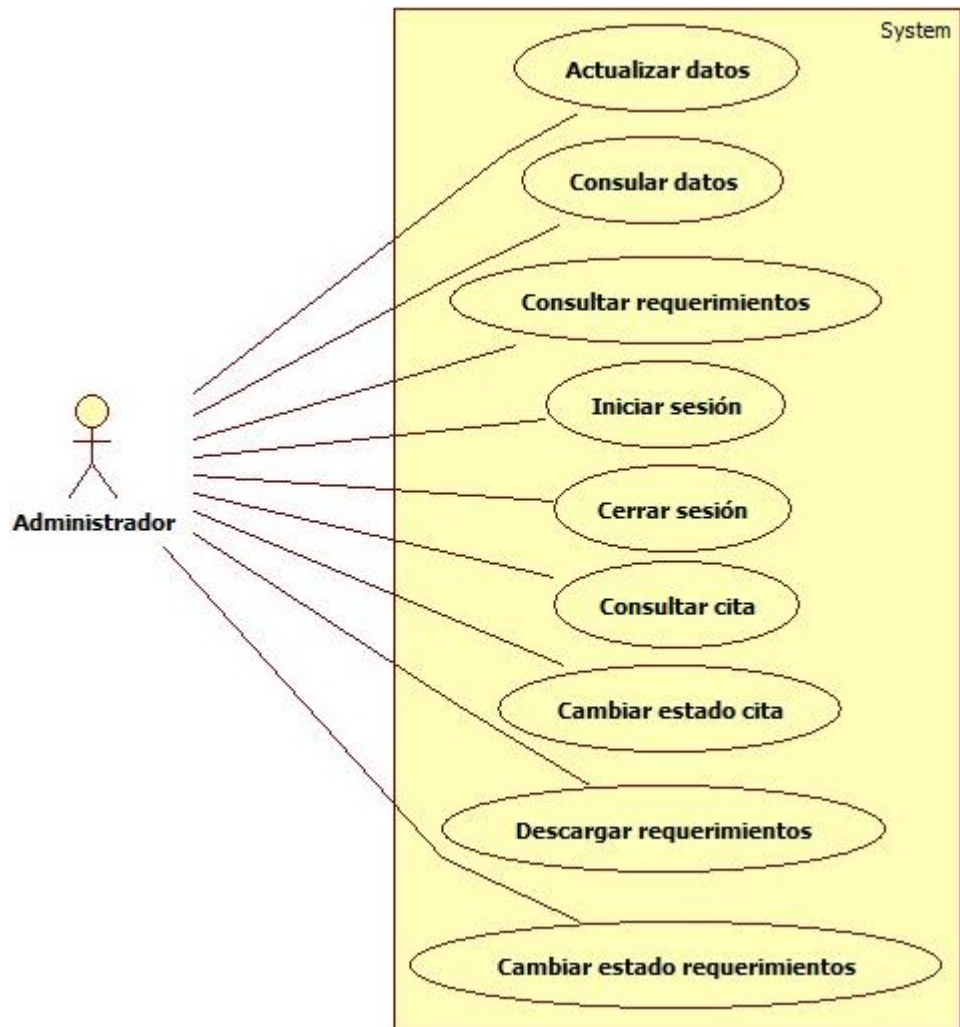 System
Actualizar datos
Consular datos
Consultar requerimientos
Iniciar sesión
Cerrar sesión
Administrador
Consultar cita
Cambiar estado cita
Descargar requerimientos
Cambiar estado requerimientos